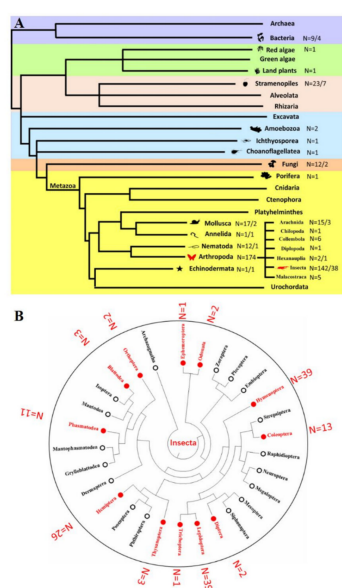 A
Archaea
Bacteria N=9/4
Red algae N=1
Green algae
Land plants N=1
Stramenopiles N=23/7
Alveolata
Rhizaria
Excavata
Amoebozoa N=2
Ichthyosporea N=1
Choanoflagellatea N=1
Fungi N=12/2
Metazoa
Porifera N=1
Cnidaria
Ctenophora
Platyhelminthes
Mollusca N=17/2
Annelida N=1/1
Nematoda N=12/1
Arthropoda N=174
Echinodermata N=1/1
Urochordata
Arachnida N=15/3
Chilopoda N=1
Collembola N=6
Diplopoda N=1
Hexanauplia N=2/1
Insecta N=142/38
Malacostraca N=5
B
Insecta
N=1
Ephemeroptera
N=2
Odonata
Zoraptera
Plecoptera
Embioptera
N=39
Hymenoptera
Strepsiptera
N=13
Coleoptera
Raphidioptera
Neuroptera
Megaloptera
Mecoptera
Siphonaptera
N=2
Diptera
Lepidoptera
N=1
Trichoptera
N=3
Thysanoptera
Phthiraptera
Psocoptera
N=26
Hemiptera
Dermaptera
Grylloblattodea
Mantophasmatodea
N=11
Phasmatodea
Mantodea
Isoptera
N=3
Blattodea
N=2
Orthoptera
Archaeognatha